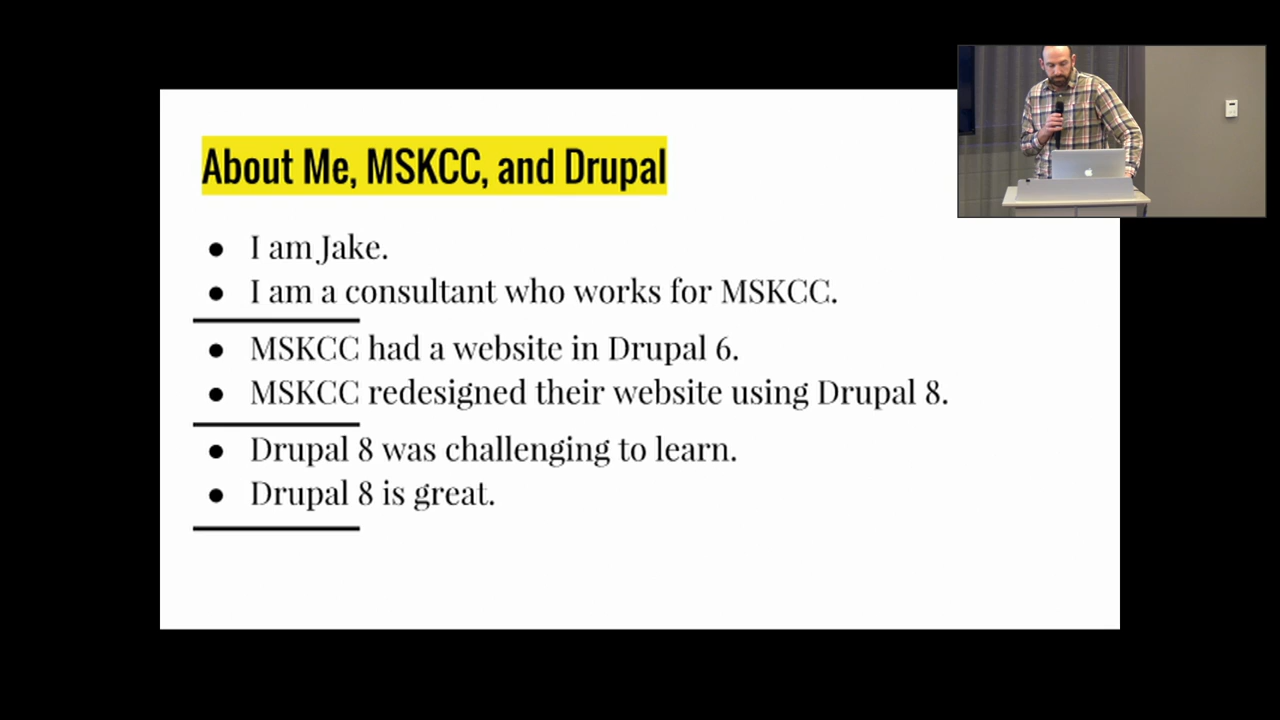 About Me, MSKCC, and Drupal
● I am Jake.
● I am a consultant who works for MSKCC.
● MSKCC had a website in Drupal 6.
● MSKCC redesigned their website using Drupal 8.
● Drupal 8 was challenging to learn.
● Drupal 8 is great.